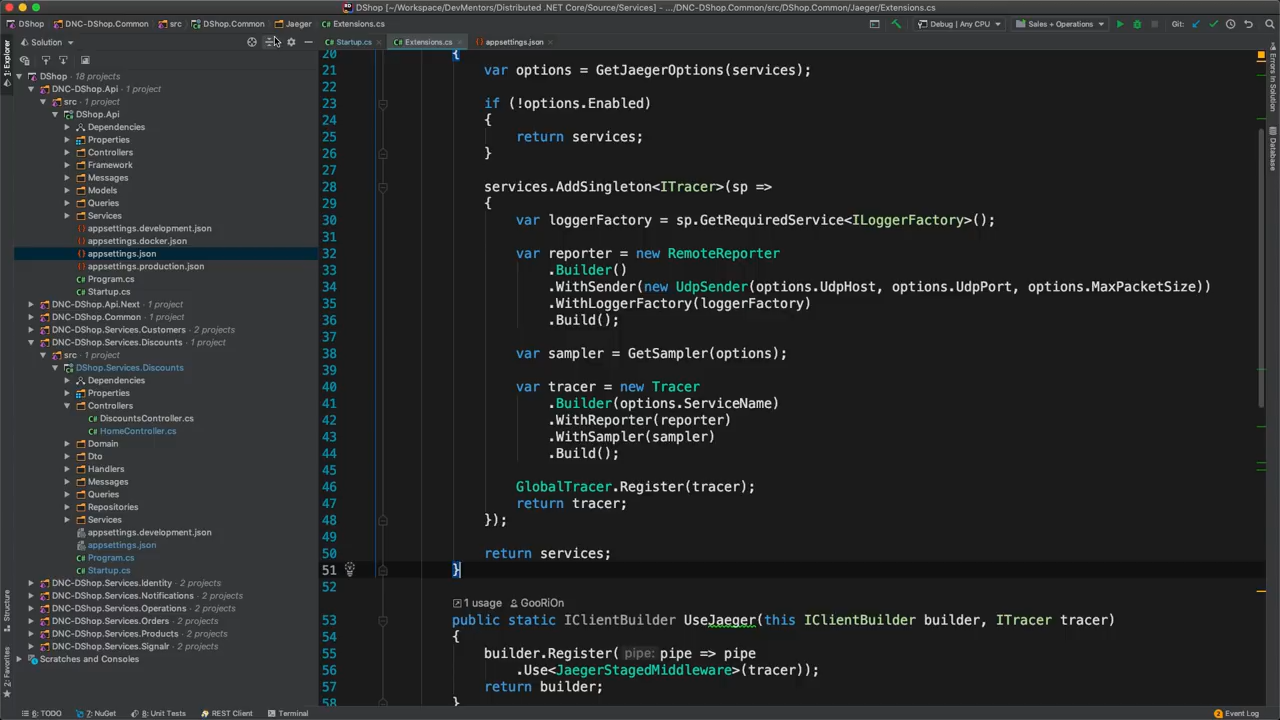 DShop [~/Workspace/DevMentors/Distributed .NET Core/Source/Services] - .../DNC-DShop.Common/src/DShop.Common/Jaeger/Extensions.cs
DShop DNC-DShop.Common src DShop.Common Jaeger Extensions.cs Debug | Any CPU Sales + Operations Git:
Solution Startup.cs Extensions.cs appsettings.json
1: Explorer
DShop 18 projects
DNC-DShop.Api 1 project
src 1 project
DShop.Api
Dependencies
Properties
Controllers
Framework
Messages
Models
Queries
Services
appsettings.development.json
appsettings.docker.json
appsettings.json
appsettings.production.json
Program.cs
Startup.cs
DNC-DShop.Api.Next 1 project
DNC-DShop.Common 1 project
DNC-DShop.Services.Customers 2 projects
DNC-DShop.Services.Discounts 1 project
src 1 project
DShop.Services.Discounts
Dependencies
Properties
Controllers
DiscountsController.cs
HomeController.cs
Domain
Dto
Handlers
Messages
Queries
Repositories
Services
appsettings.development.json
appsettings.json
Program.cs
Startup.cs
DNC-DShop.Services.Identity 2 projects
DNC-DShop.Services.Notifications 2 projects
DNC-DShop.Services.Operations 2 projects
DNC-DShop.Services.Orders 2 projects
DNC-DShop.Services.Products 2 projects
DNC-DShop.Services.Signalr 2 projects
Scratches and Consoles
Structure
2: Favorites
20 {
21 var options = GetJaegerOptions(services);
22
23 if (!options.Enabled)
24 {
25 return services;
26 }
27
28 services.AddSingleton<ITracer>(sp =>
29 {
30 var loggerFactory = sp.GetRequiredService<ILoggerFactory>();
31
32 var reporter = new RemoteReporter
33 .Builder()
34 .WithSender(new UdpSender(options.UdpHost, options.UdpPort, options.MaxPacketSize))
35 .WithLoggerFactory(loggerFactory)
36 .Build();
37
38 var sampler = GetSampler(options);
39
40 var tracer = new Tracer
41 .Builder(options.ServiceName)
42 .WithReporter(reporter)
43 .WithSampler(sampler)
44 .Build();
45
46 GlobalTracer.Register(tracer);
47 return tracer;
48 });
49
50 return services;
51 }
52
1 usage GooRiOn
53 public static IClientBuilder UseJaeger(this IClientBuilder builder, ITracer tracer)
54 {
55 builder.Register( pipe: pipe => pipe
56 .Use<JaegerStagedMiddleware>(tracer));
57 return builder;
58 }
Errors In Solution
Database
6: TODO 7: NuGet 8: Unit Tests REST Client Terminal 2 Event Log